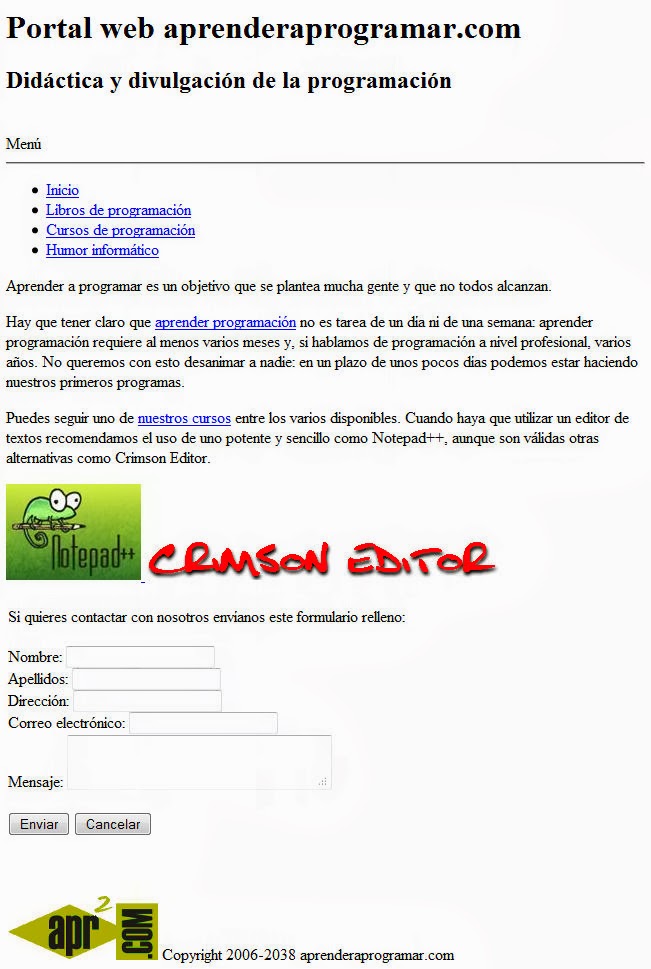 Portal web aprenderaprogramar.com
Didáctica y divulgación de la programación
Menú
Inicio
Libros de programación
Cursos de programación
Humor informático
Aprender a programar es un objetivo que se plantea mucha gente y que no todos alcanzan.
Hay que tener claro que aprender programación no es tarea de un dia ni de una semana: aprender
programación requiere al menos varios meses y, si hablamos de programación a nivel profesional, varios
años. No queremos con esto desanimar a nadie: en un plazo de unos pocos dias podemos estar haciendo
nuestros primeros programas.
Puedes seguir uno de nuestros cursos entre los varios disponibles. Cuando haya que utilizar un editor de
textos recomendamos el uso de uno potente y sencillo como Notepad++, aunque son válidas otras
alternativas como Crimson Editor.
Notepad++ CRIMSON EDITOR
Si quieres contactar con nosotros envianos este formulario relleno:
Nombre:
Apellidos:
Dirección:
Correo electrónico:
Mensaje:
Enviar Cancelar
apr2.com Copyright 2006-2038 aprenderaprogramar.com